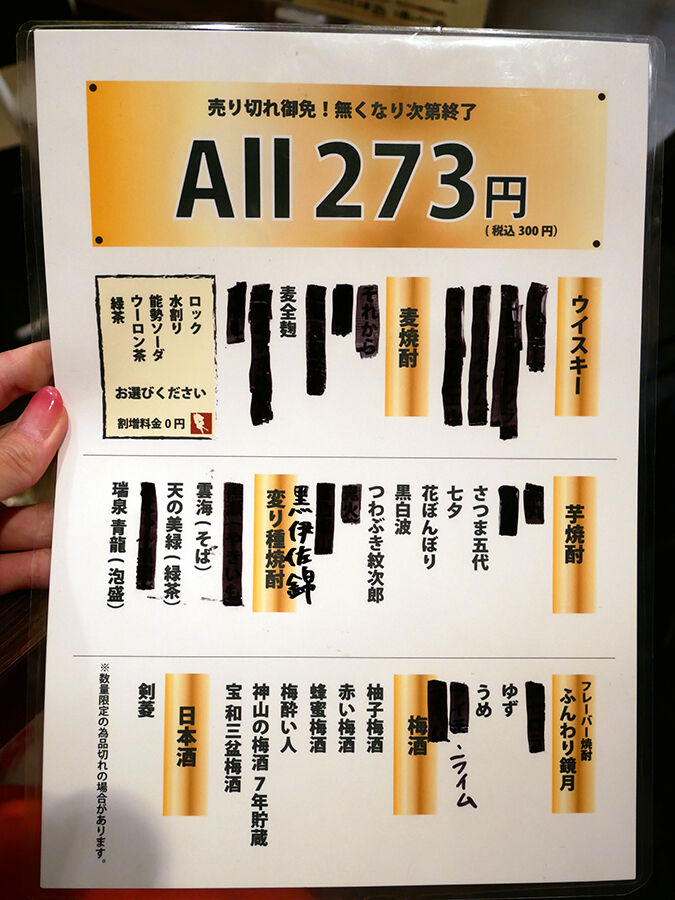 売り切れ御免！無くなり次第終了
All 273円
(税込300円)
ウイスキー
麦焼酎
それから
麦全麹
ロック
水割り
能勢ソーダ
ウーロン茶
緑茶
お選びください
割増料金0円
芋焼酎
さつま五代
七夕
花ぼんぼり
黒白波
つわぶき紋次郎
黒伊佐錦
変り種焼酎
雲海(そば)
天の美緑(緑茶)
瑞泉 青龍(泡盛)
フレーバー焼酎
ふんわり鏡月
ゆず
うめ
ライム
梅酒
柚子梅酒
赤い梅酒
蜂蜜梅酒
梅酔い人
神山の梅酒7年貯蔵
宝 和三盆梅酒
日本酒
剣菱
※数量限定の為品切れの場合があります。